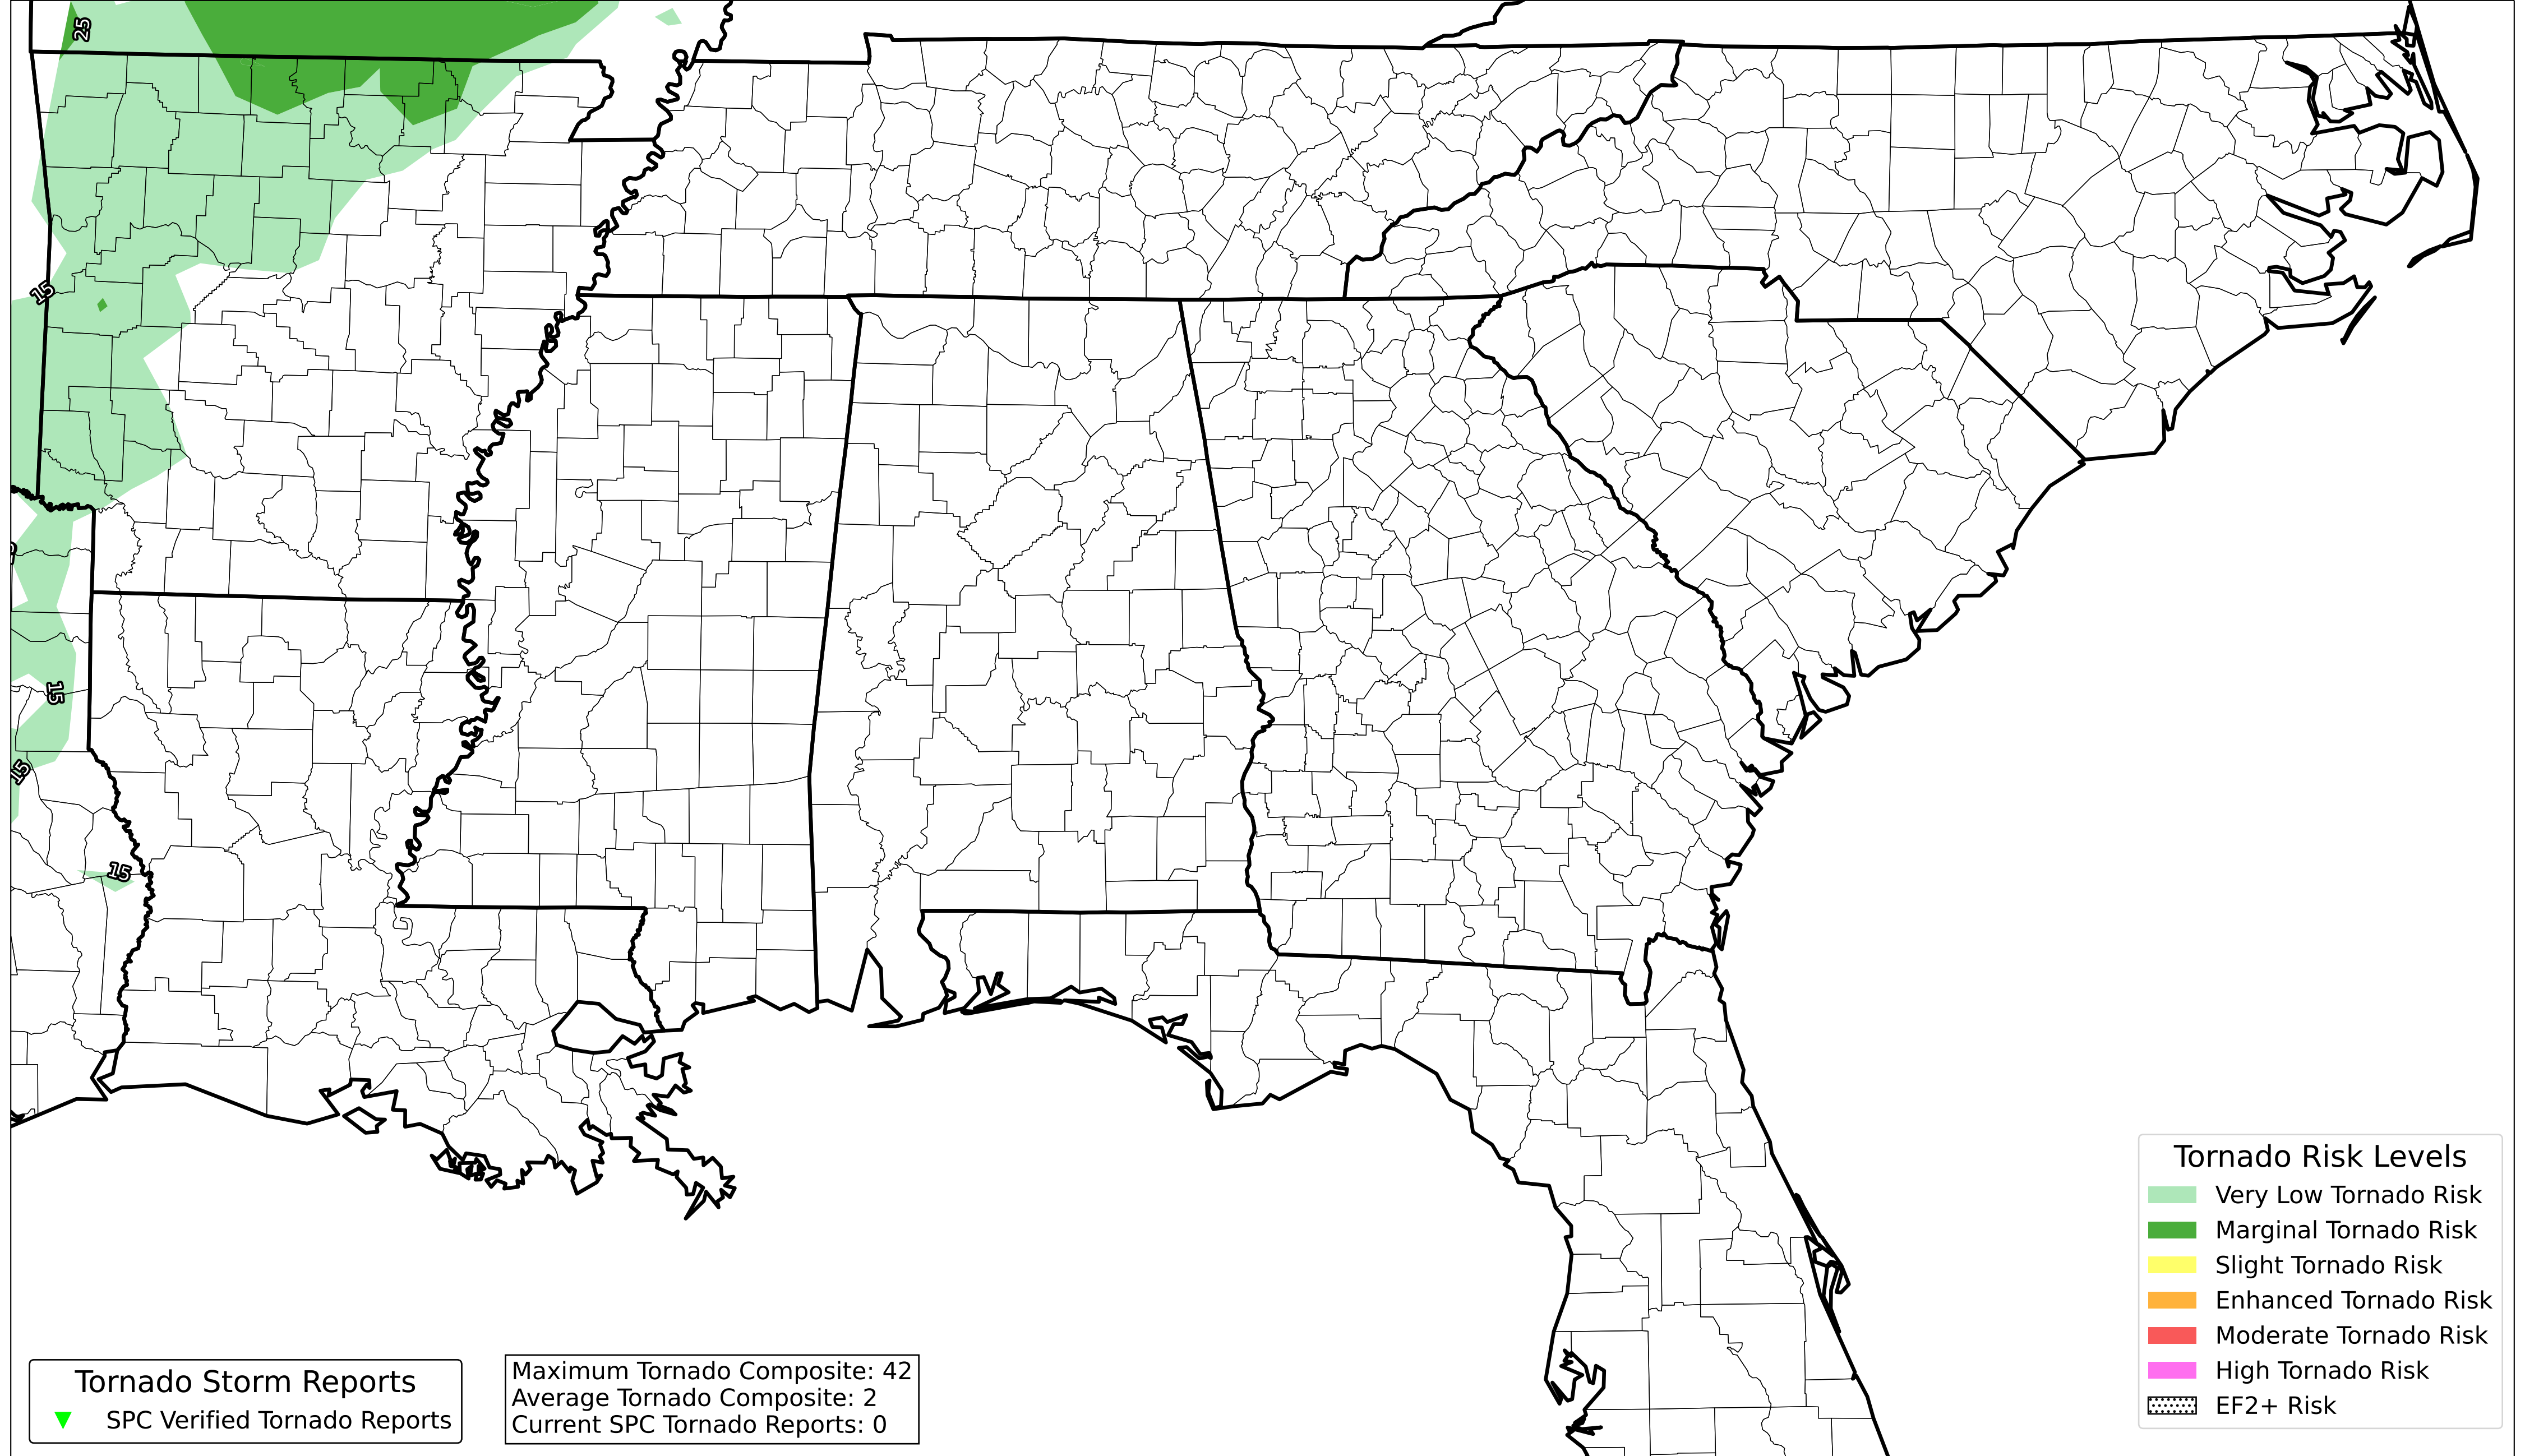 25
15
15
15
15
Tornado Risk Levels
Very Low Tornado Risk
Marginal Tornado Risk
Slight Tornado Risk
Enhanced Tornado Risk
Moderate Tornado Risk
High Tornado Risk
EF2+ Risk
Tornado Storm Reports
SPC Verified Tornado Reports
Maximum Tornado Composite: 42
Average Tornado Composite: 2
Current SPC Tornado Reports: 0